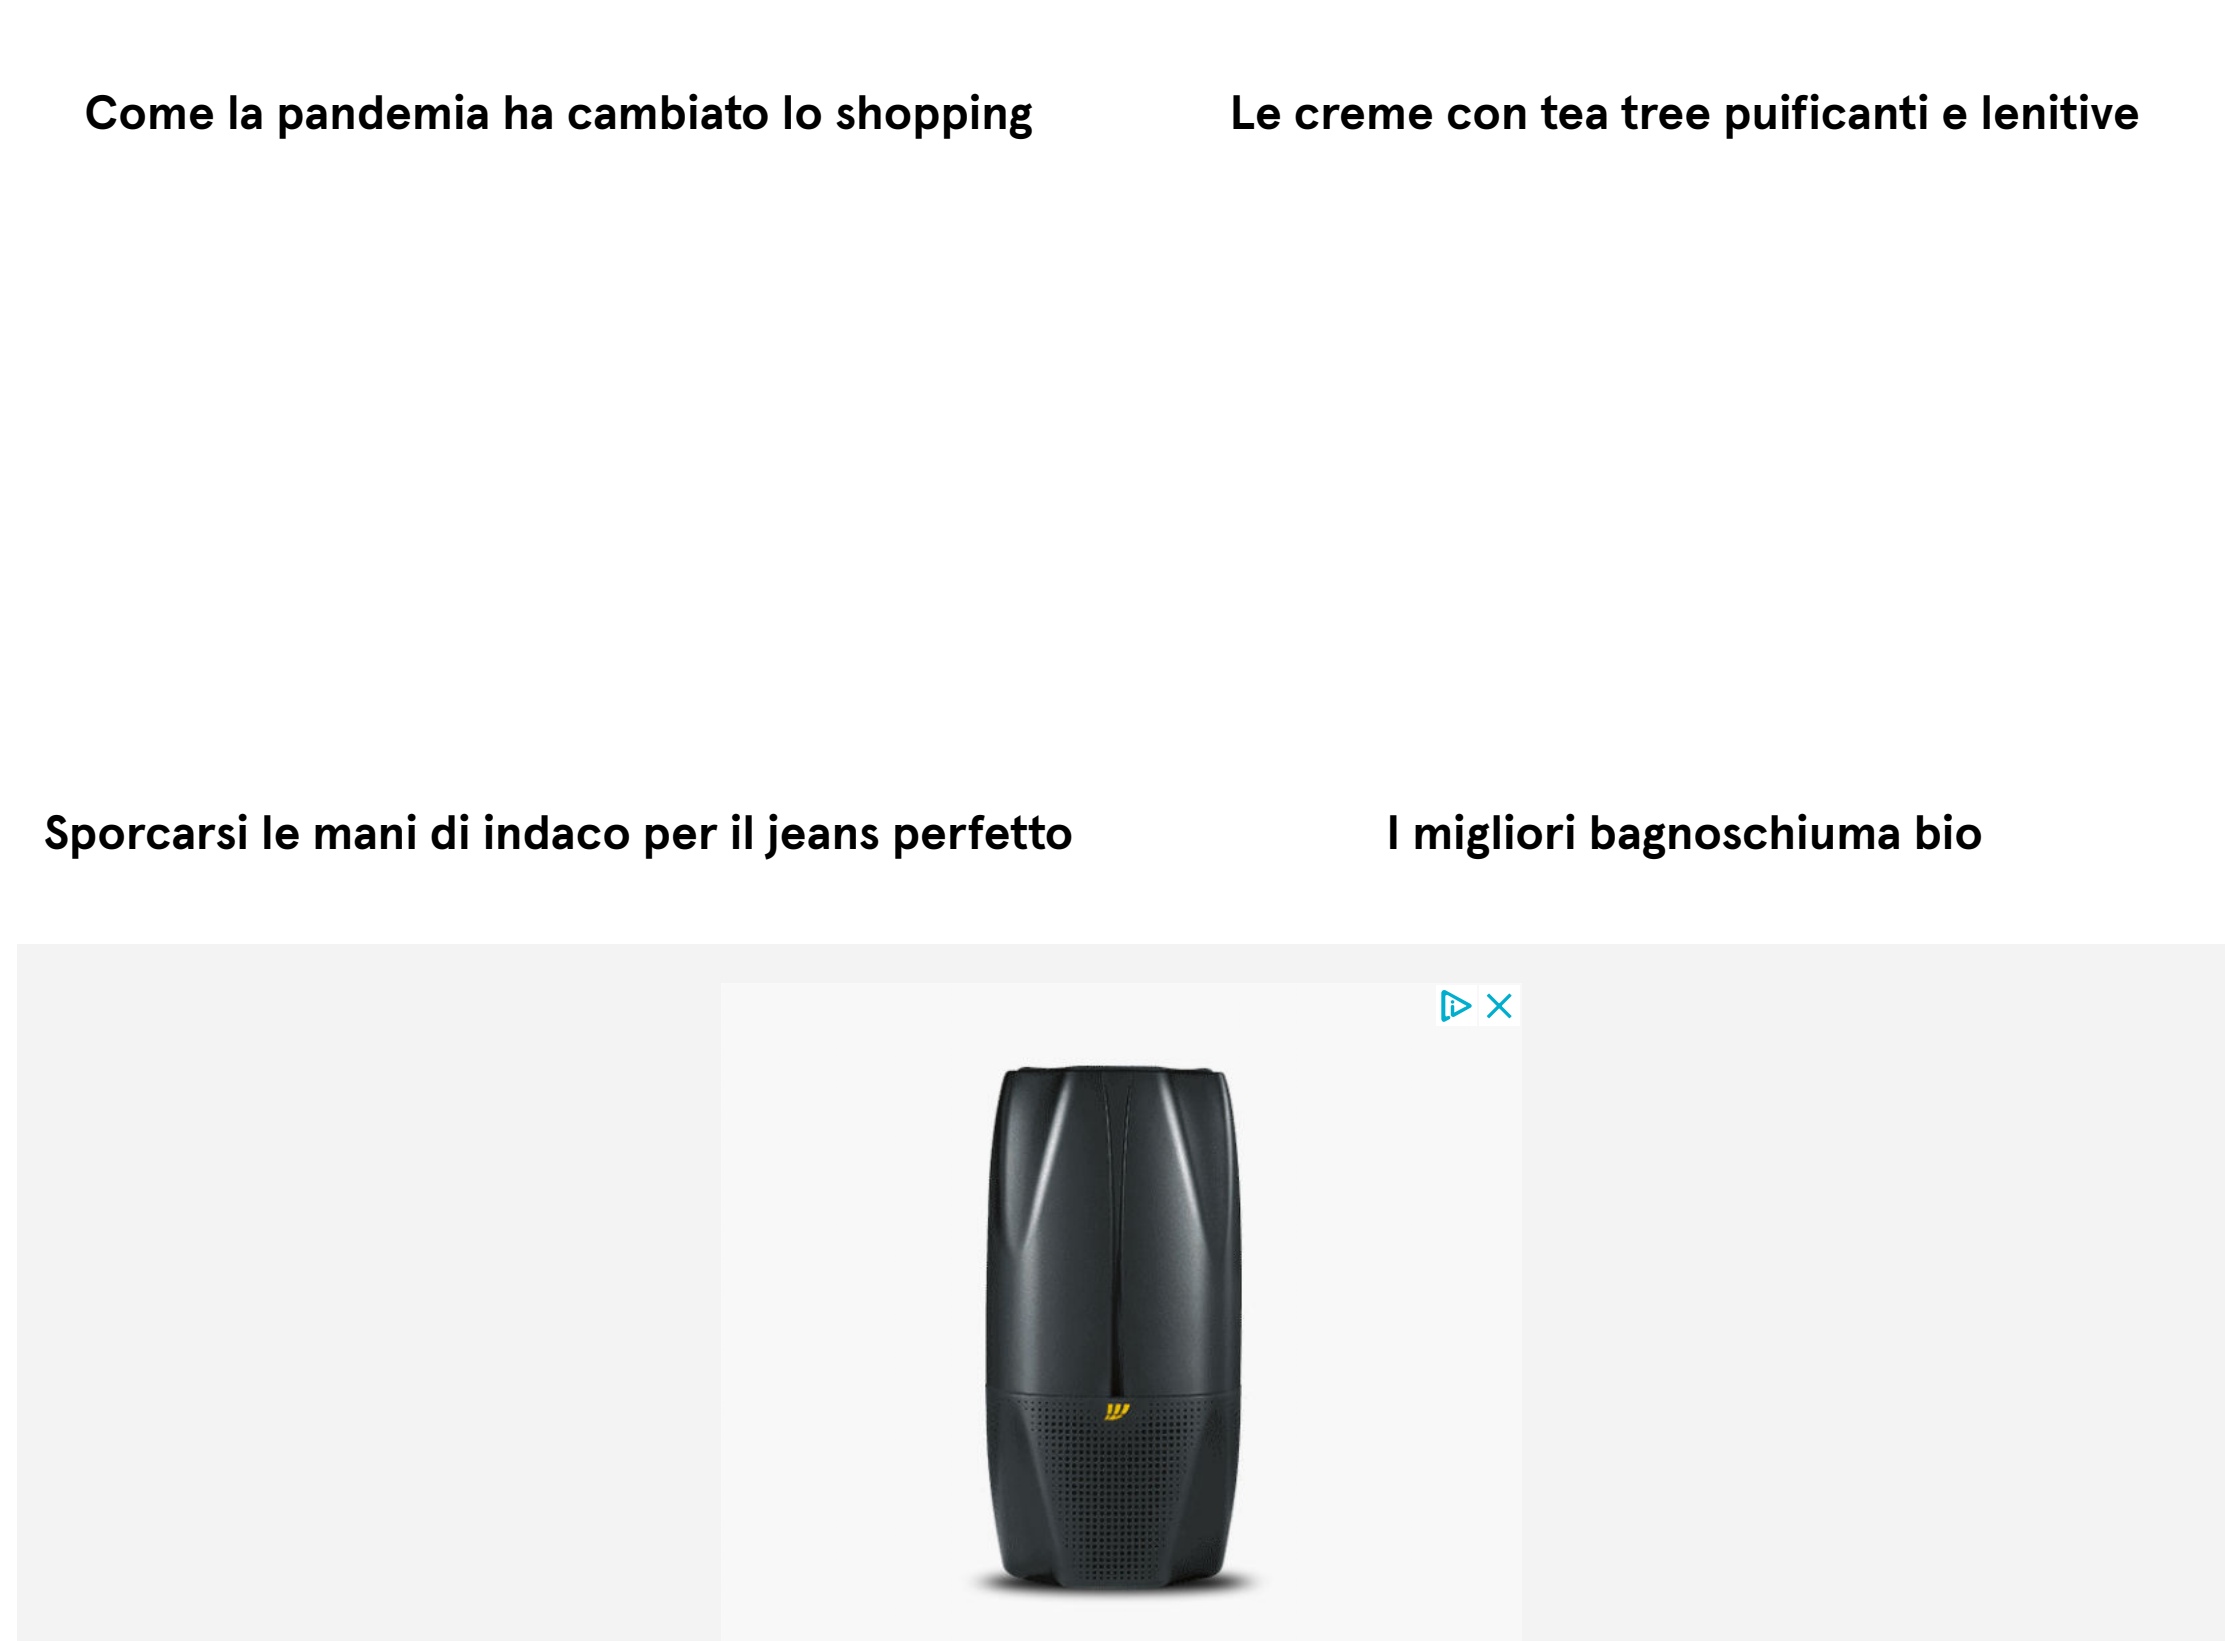 Come la pandemia ha cambiato lo shopping
Le creme con tea tree puificanti e lenitive
Sporcarsi le mani di indaco per il jeans perfetto
I migliori bagnoschiuma bio